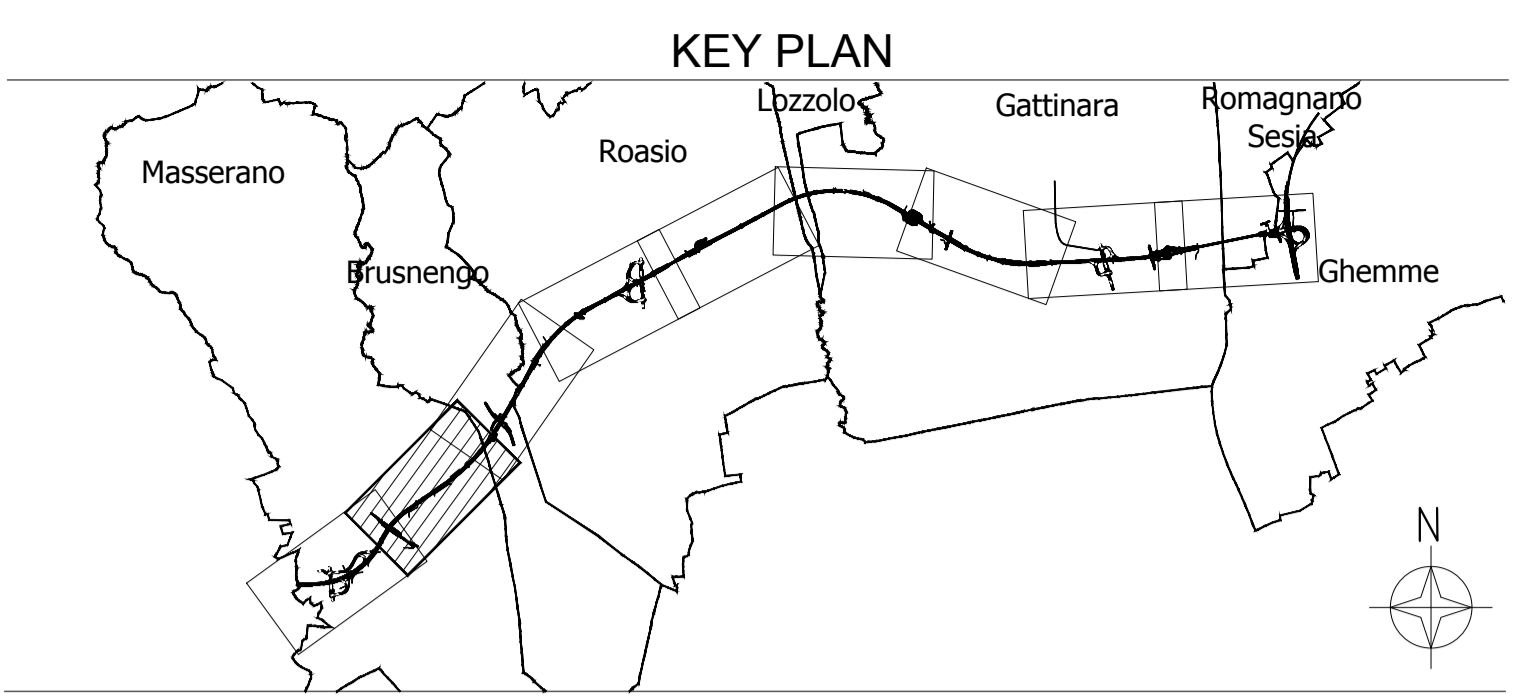 KEY PLAN
Lozzolo
Gattinara
Romagnano
Sesia
Roasio
Masserano
Brusnengo
Ghemme
N